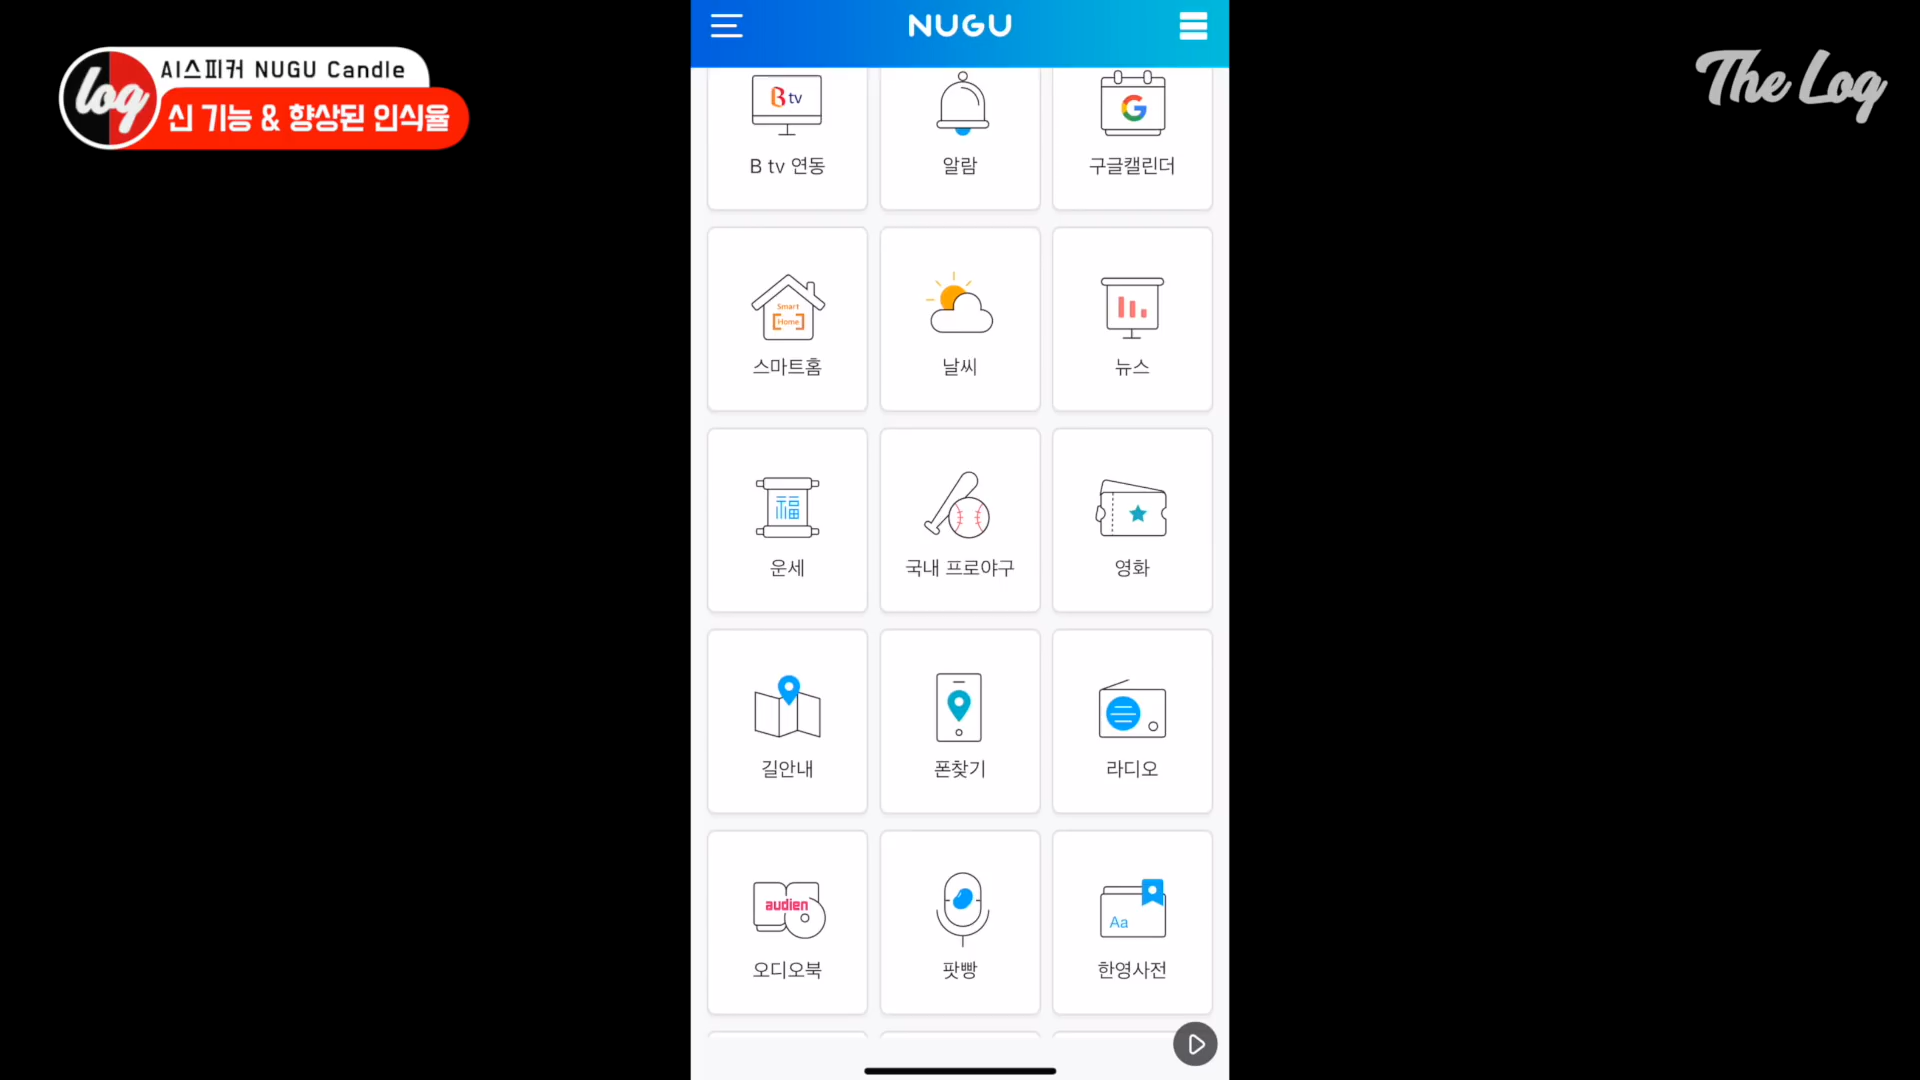 log
AI스피커 NUGU Candle
신 기능 & 향상된 인식율
The Log
NUGU
B tv
B tv 연동
알람
G
구글캘린더
Smart
Home
스마트홈
날씨
뉴스
福
운세
국내 프로야구
영화
길안내
폰찾기
라디오
audien
오디오북
팟빵
Aa
한영사전